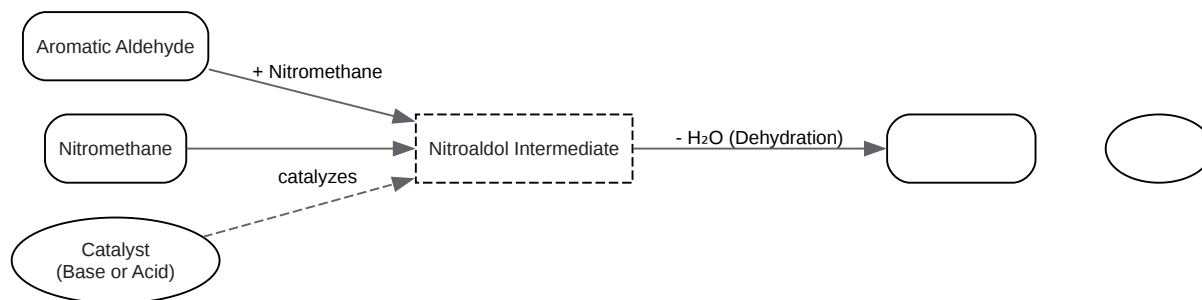 Aromatic Aldehyde
+ Nitromethane
Nitromethane
Nitroaldol Intermediate
- H₂O (Dehydration)
catalyzes
Catalyst
(Base or Acid)